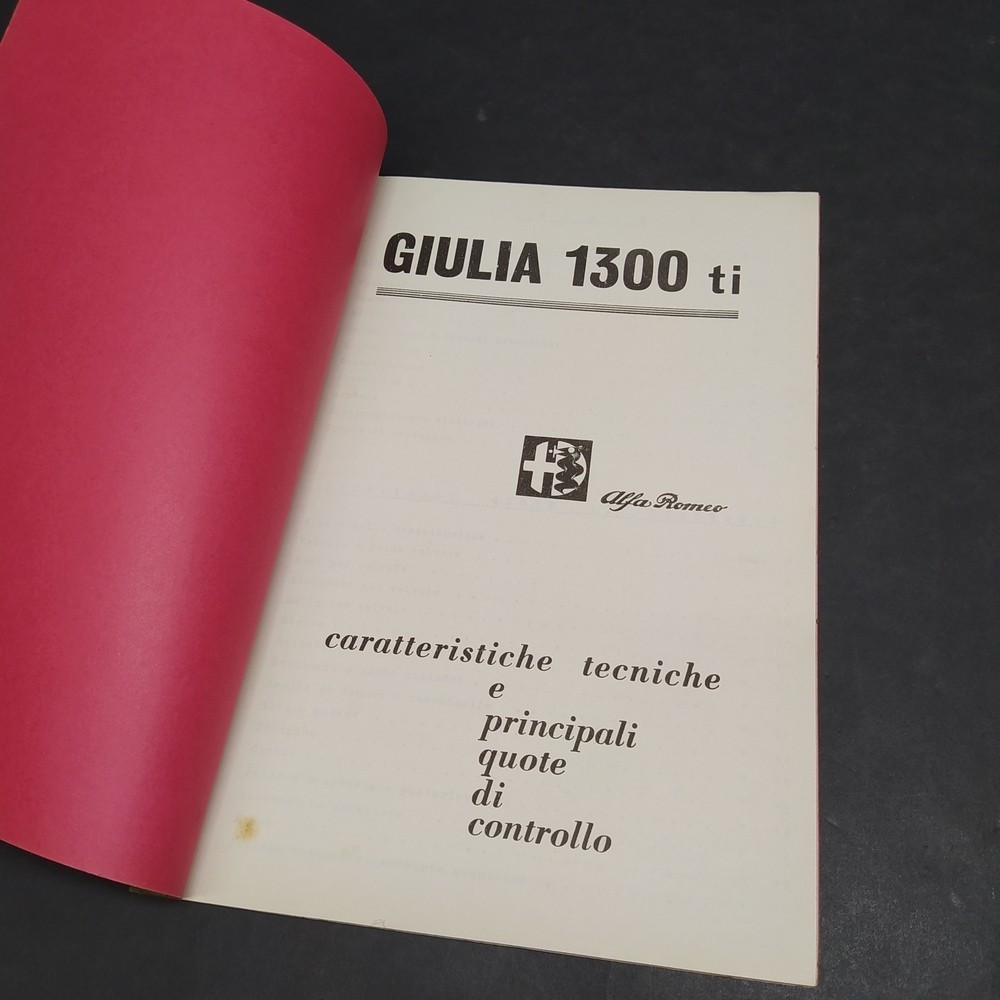 GIULIA 1300 ti
Alfa Romeo
caratteristiche tecniche
e
principali
quote
di
controllo